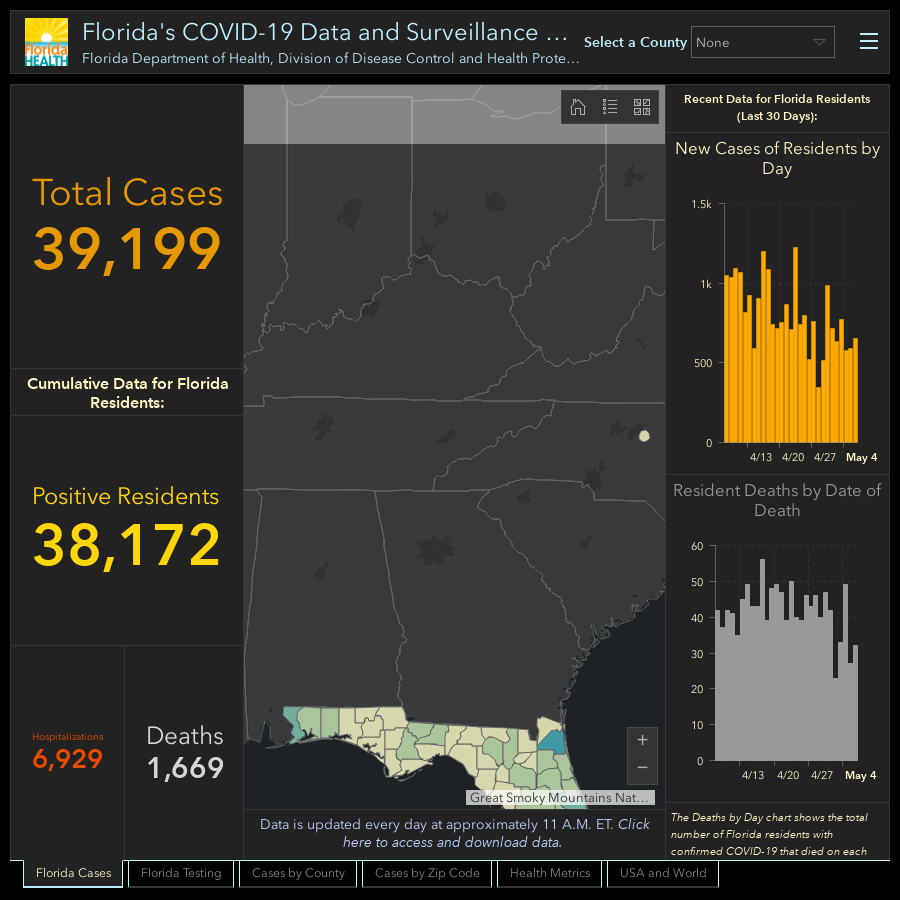 Florida's COVID-19 Data and Surveillance ...
Florida Department of Health, Division of Disease Control and Health Prote...
Florida
HEALTH
Select a County
None
Total Cases
39,199
Cumulative Data for Florida
Residents:
Positive Residents
38,172
Hospitalizations
6,929
Deaths
1,669
+
−
Great Smoky Mountains Nat...
Data is updated every day at approximately 11 A.M. ET. Click
here to access and download data.
Recent Data for Florida Residents
(Last 30 Days):
New Cases of Residents by
Day
1.5k
1k
500
0
4/13 4/20 4/27 May 4
Resident Deaths by Date of
Death
60
50
40
30
20
10
0
4/13 4/20 4/27 May 4
The Deaths by Day chart shows the total
number of Florida residents with
confirmed COVID-19 that died on each
Florida Cases
Florida Testing
Cases by County
Cases by Zip Code
Health Metrics
USA and World